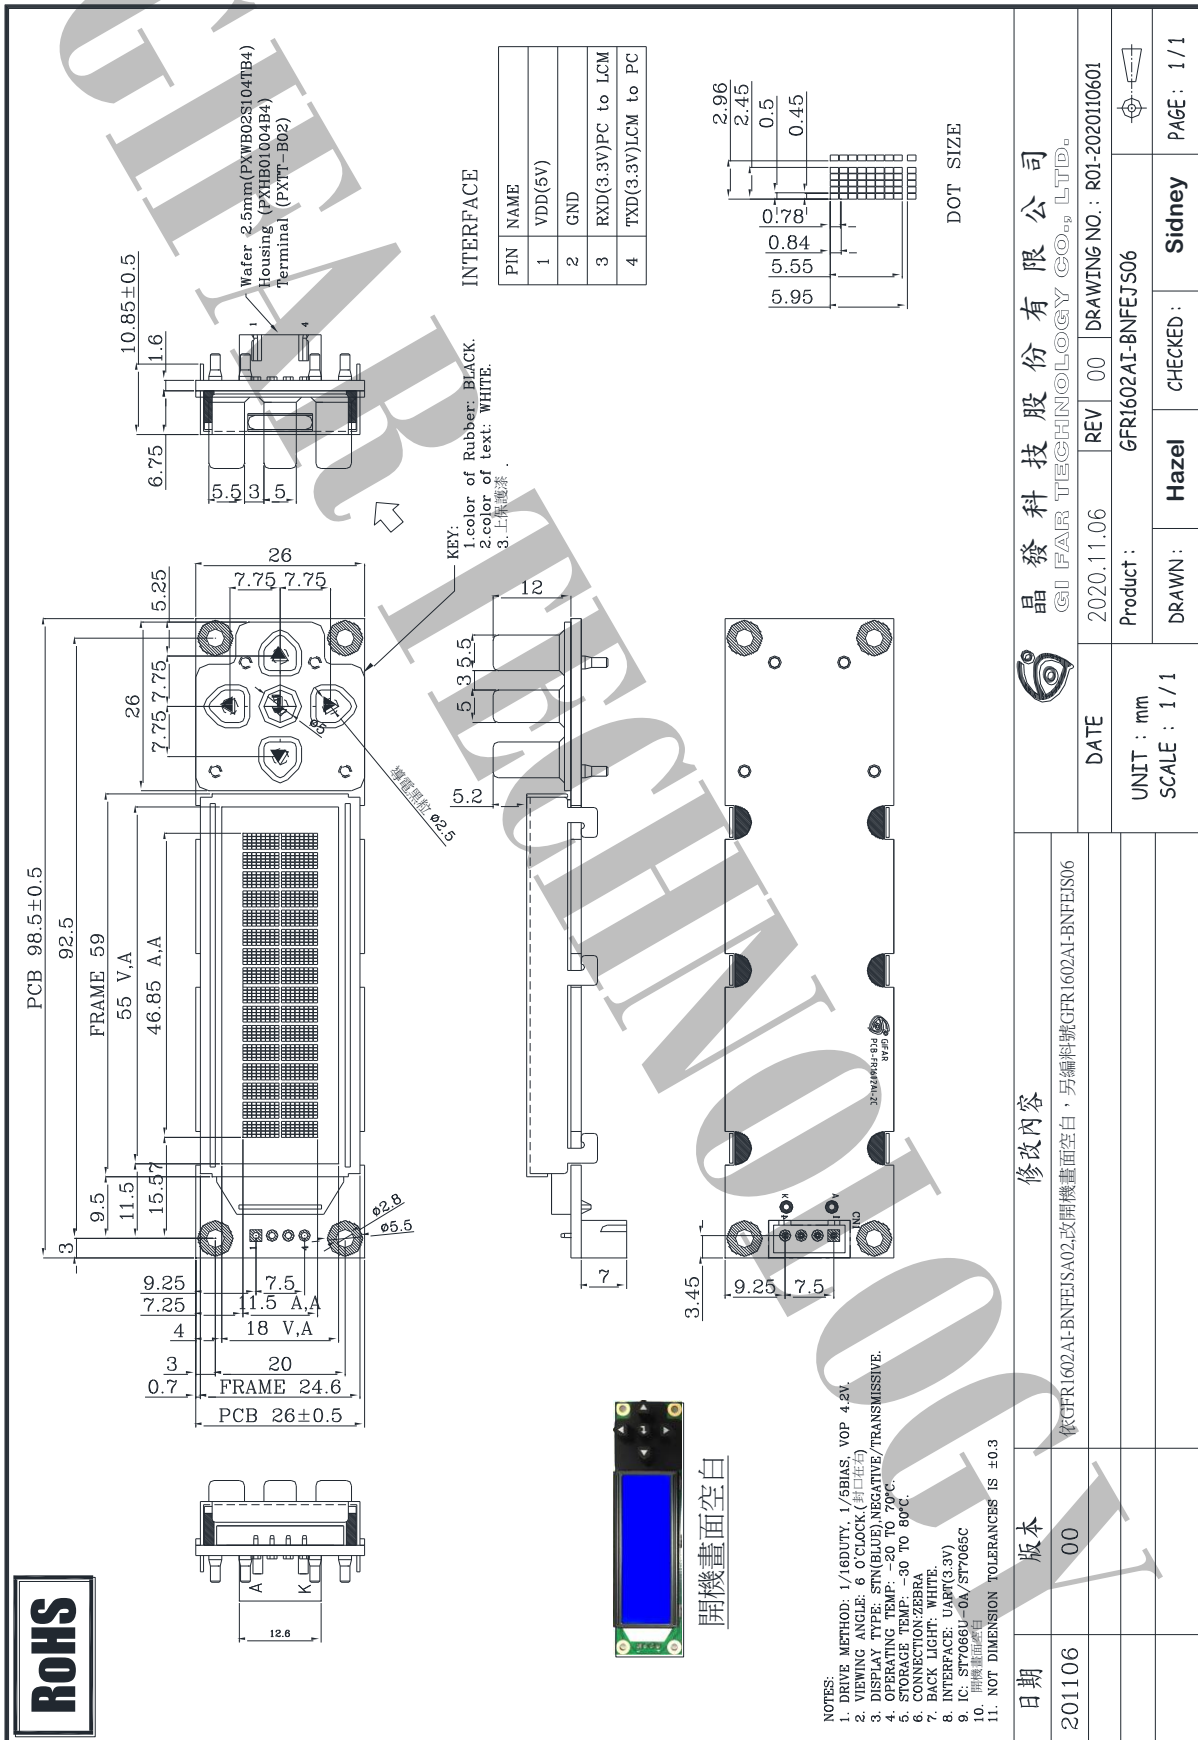 RoHS
PCB 98.5±0.5
92.5
3
FRAME 59
9.5
55 V,A
11.5
46.85 A,A
15.57
26
5.25
7.75 7.75
26
7.75 7.75
ø5
導電黑粒 ø2.5
ø2.8
ø5.5
1
4
9.25
7.5
7.25
11.5 A,A
4
18 V,A
3
20
0.7
FRAME 24.6
PCB 26±0.5
A
K
12.6
10.85±0.5
1.6
6.75
5.5 3 5
1
4
Wafer 2.5mm(PXWB02S104TB4)
Housing (PXHB01004B4)
Terminal (PXTT-B02)
KEY:
1.color of Rubber: BLACK.
2.color of text: WHITE.
3.上保護漆 .
12
5 3 5.5
5.2
7
INTERFACE
PIN NAME
1 VDD(5V)
2 GND
3 RXD(3.3V)PC to LCM
4 TXD(3.3V)LCM to PC
2.96
2.45
0.5
0.45
0.78
0.84
5.55
5.95
DOT SIZE
GIFAR
PCB-FR1602AI-2C
K
A
1
CN1
3.45
9.25
7.5
開機畫面空白
NOTES:
1. DRIVE METHOD: 1/16DUTY, 1/5BIAS, VOP 4.2V.
2. VIEWING ANGLE: 6 O'CLOCK.(封口在右)
3. DISPLAY TYPE: STN(BLUE),NEGATIVE/TRANSMISSIVE.
4. OPERATING TEMP: -20 TO 70°C.
5. STORAGE TEMP: -30 TO 80°C.
6. CONNECTION:ZEBRA
7. BACK LIGHT: WHITE.
8. INTERFACE: UART(3.3V)
9. IC: ST7066U-0A/ST7065C
10. 開機畫面空白
11. NOT DIMENSION TOLERANCES IS ±0.3
日期 版本 修改內容
201106 00 依GFR1602AI-BNFEJSA02,改開機畫面空白，另編料號GFR1602AI-BNFEJS06
晶發科技股份有限公司
GI FAR TECHNOLOGY CO., LTD.
DATE 2020.11.06 REV 00 DRAWING NO.: R01-2020110601
UNIT : mm
SCALE : 1/1
Product: GFR1602AI-BNFEJS06
DRAWN: Hazel CHECKED: Sidney PAGE: 1/1
GIFAR TECHNOLOGY